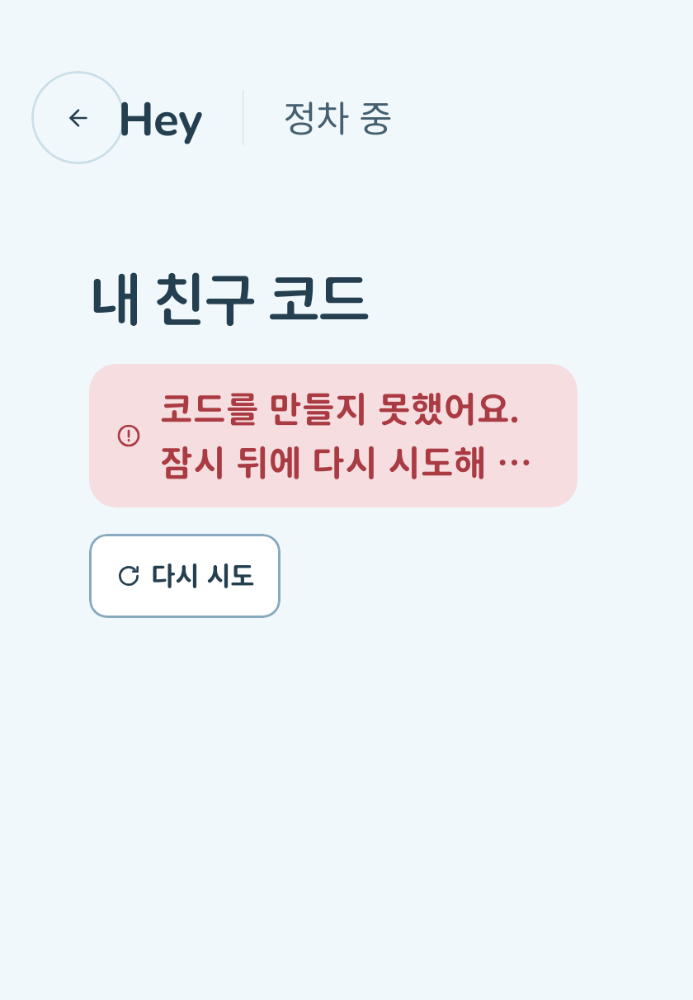 Hey
정차 중
내 친구 코드
코드를 만들지 못했어요.
잠시 뒤에 다시 시도해 …
다시 시도